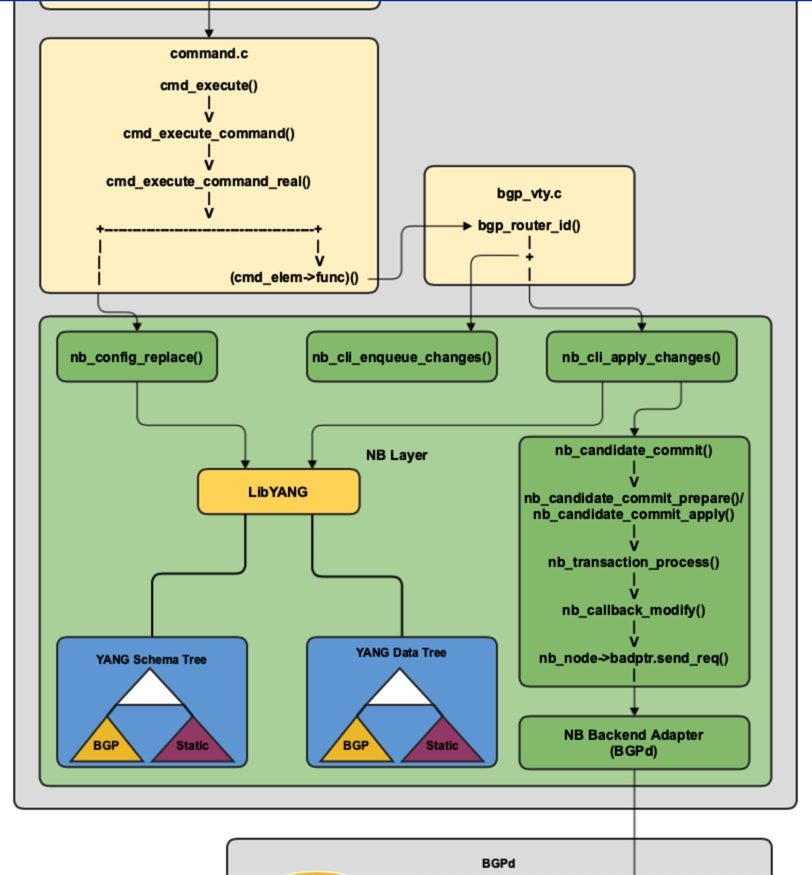 command.c
cmd_execute()
|
V
cmd_execute_command()
|
V
cmd_execute_command_real()
|
V
+---------------------------------------+
|
|
|
|
V
(cmd_elem->func)()
bgp_vty.c
bgp_router_id()
|
+
|
nb_config_replace()
nb_cli_enqueue_changes()
nb_cli_apply_changes()
NB Layer
LibYANG
nb_candidate_commit()
|
V
nb_candidate_commit_prepare()/
nb_candidate_commit_apply()
|
V
nb_transaction_process()
|
V
nb_callback_modify()
|
V
nb_node->badptr.send_req()
|
YANG Schema Tree
BGP
Static
YANG Data Tree
BGP
Static
NB Backend Adapter
(BGPd)
BGPd